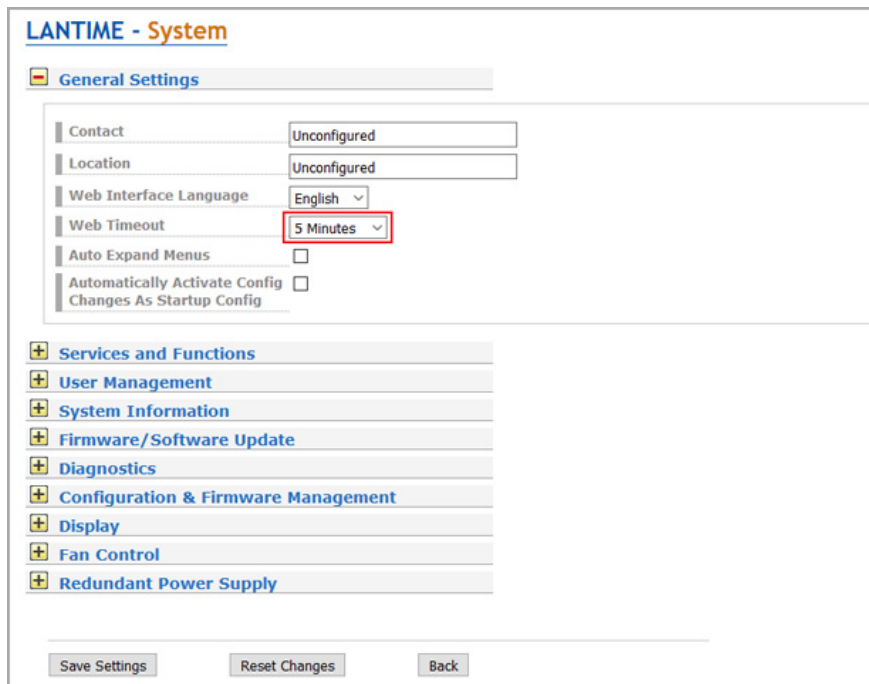 LANTIME - System
General Settings
Contact
Unconfigured
Location
Unconfigured
Web Interface Language
English
Web Timeout
5 Minutes
Auto Expand Menus
Automatically Activate Config
Changes As Startup Config
Services and Functions
User Management
System Information
Firmware/Software Update
Diagnostics
Configuration & Firmware Management
Display
Fan Control
Redundant Power Supply
Save Settings
Reset Changes
Back